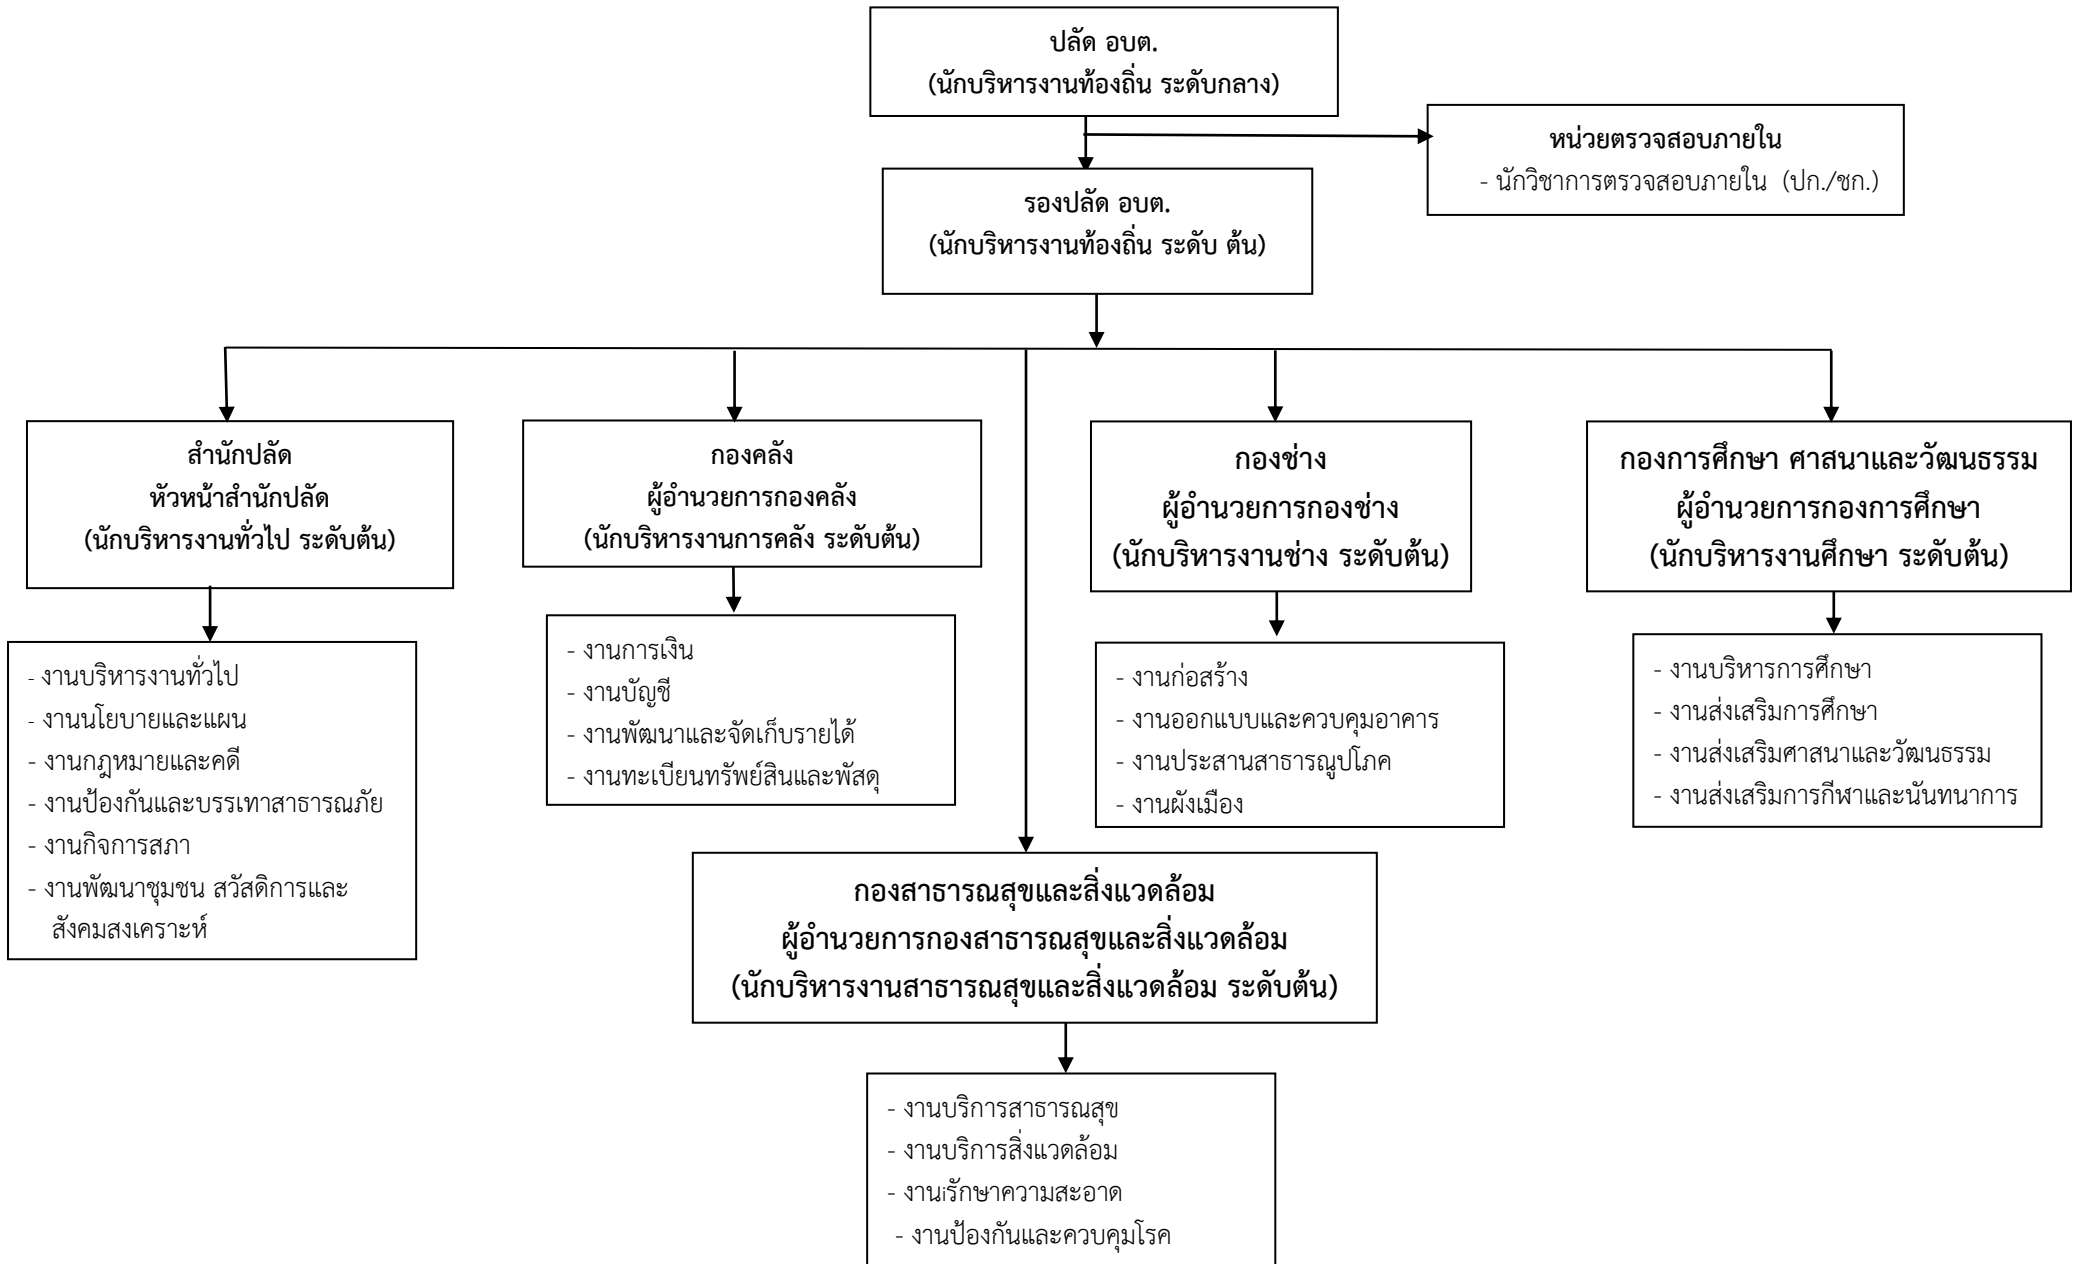 ปลัด อบต.
(นักบริหารงานท้องถิ่น ระดับกลาง)
หน่วยตรวจสอบภายใน
- นักวิชาการตรวจสอบภายใน (ปก./ชก.)
รองปลัด อบต.
(นักบริหารงานท้องถิ่น ระดับ ต้น)
สำนักปลัด
หัวหน้าสำนักปลัด
(นักบริหารงานทั่วไป ระดับต้น)
- งานบริหารงานทั่วไป
- งานนโยบายและแผน
- งานกฎหมายและคดี
- งานป้องกันและบรรเทาสาธารณภัย
- งานกิจการสภา
- งานพัฒนาชุมชน สวัสดิการและ
สังคมสงเคราะห์
กองคลัง
ผู้อำนวยการกองคลัง
(นักบริหารงานการคลัง ระดับต้น)
- งานการเงิน
- งานบัญชี
- งานพัฒนาและจัดเก็บรายได้
- งานทะเบียนทรัพย์สินและพัสดุ
กองช่าง
ผู้อำนวยการกองช่าง
(นักบริหารงานช่าง ระดับต้น)
- งานก่อสร้าง
- งานออกแบบและควบคุมอาคาร
- งานประสานสาธารณูปโภค
- งานผังเมือง
กองการศึกษา ศาสนาและวัฒนธรรม
ผู้อำนวยการกองการศึกษา
(นักบริหารงานศึกษา ระดับต้น)
- งานบริหารการศึกษา
- งานส่งเสริมการศึกษา
- งานส่งเสริมศาสนาและวัฒนธรรม
- งานส่งเสริมการกีฬาและนันทนาการ
กองสาธารณสุขและสิ่งแวดล้อม
ผู้อำนวยการกองสาธารณสุขและสิ่งแวดล้อม
(นักบริหารงานสาธารณสุขและสิ่งแวดล้อม ระดับต้น)
- งานบริการสาธารณสุข
- งานบริการสิ่งแวดล้อม
- งานiรักษาความสะอาด
- งานป้องกันและควบคุมโรค